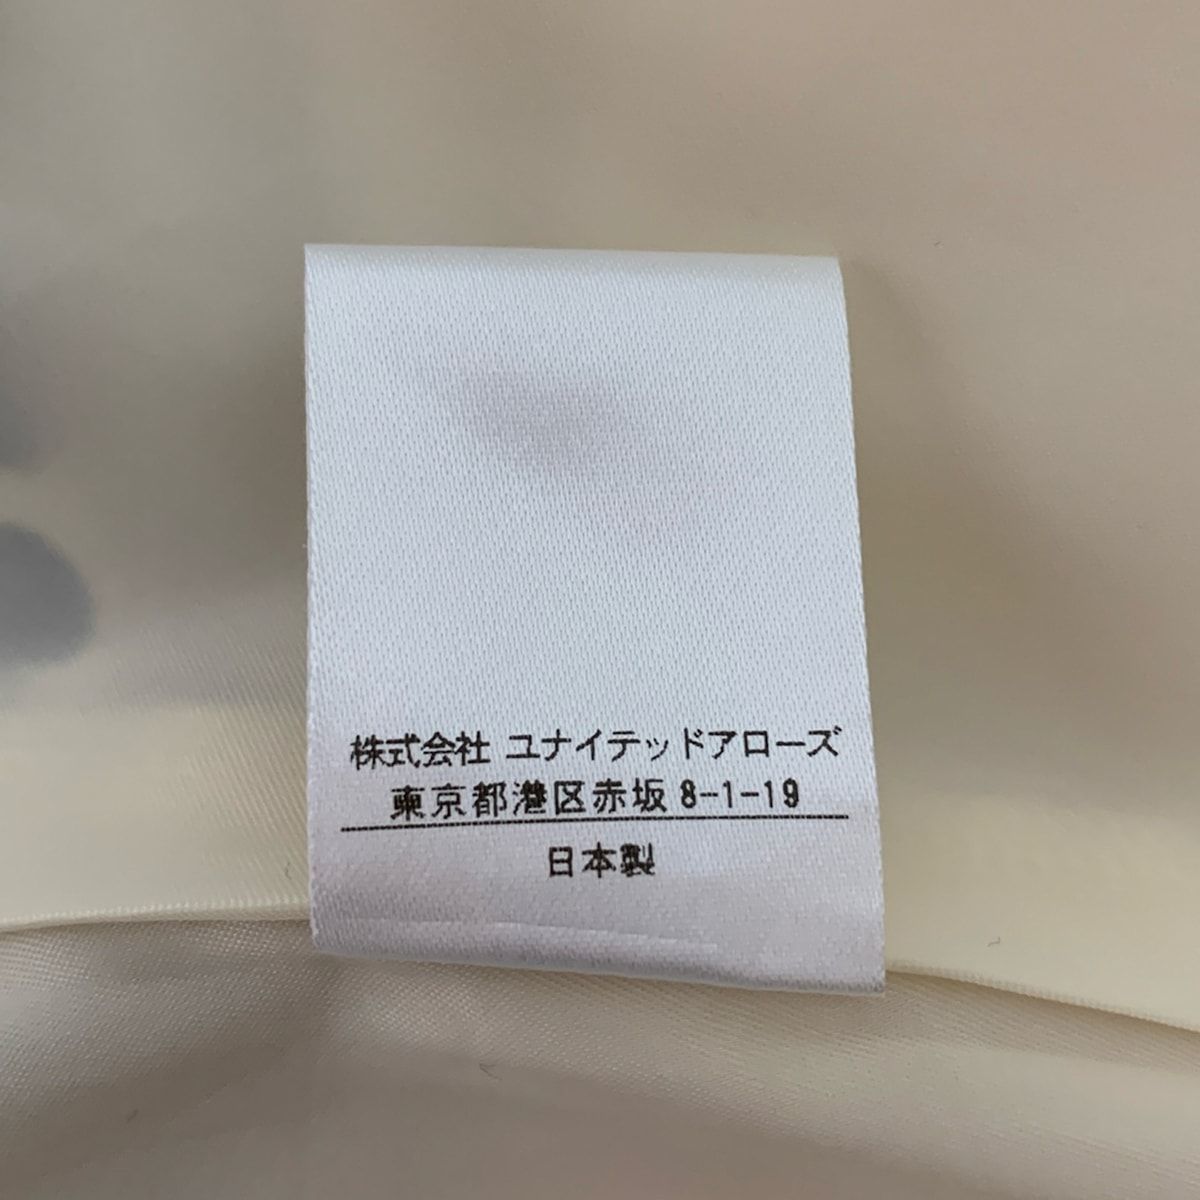 株式会社 ユナイテッドアローズ
東京都港区赤坂 8-1-19
日本製